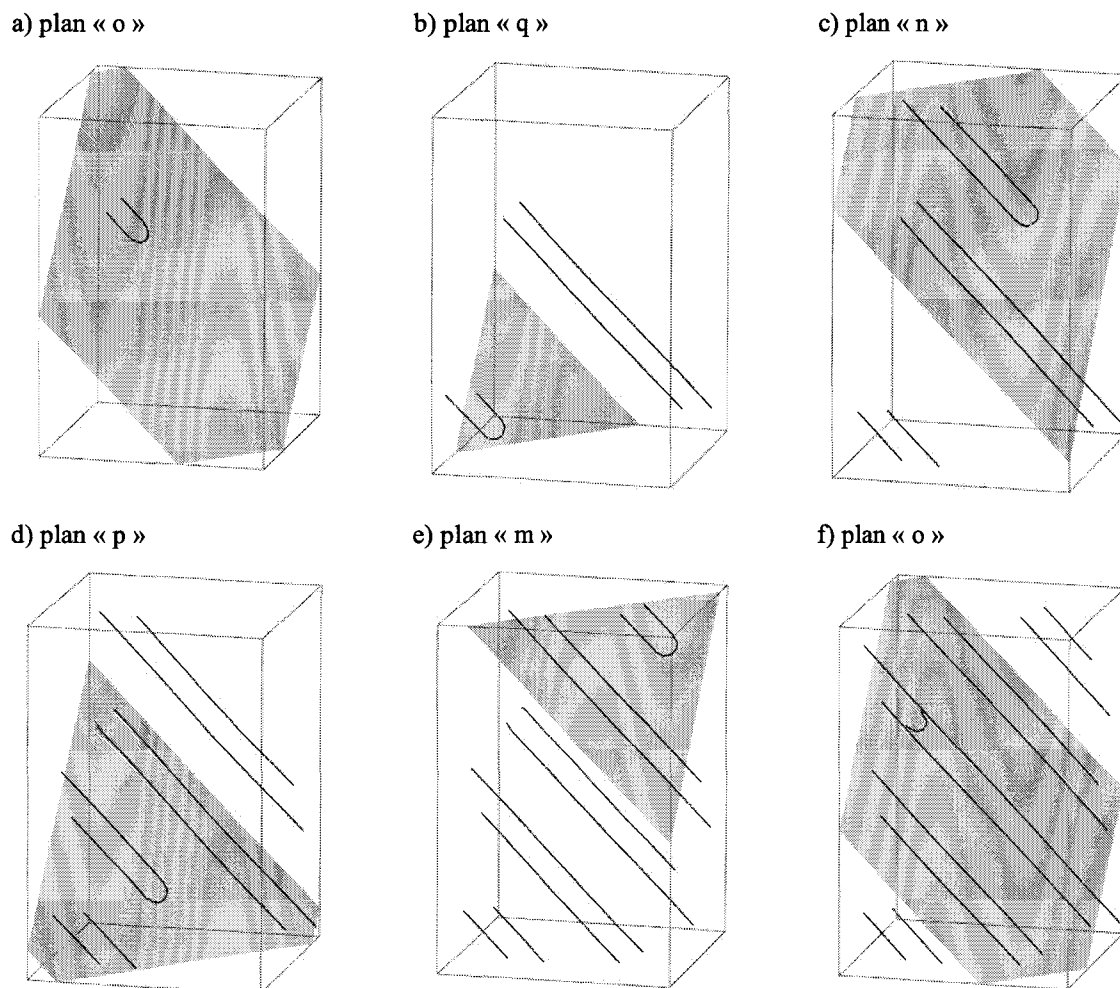 a) plan « o »
b) plan « q »
c) plan « n »
d) plan « p »
e) plan « m »
f) plan « o »